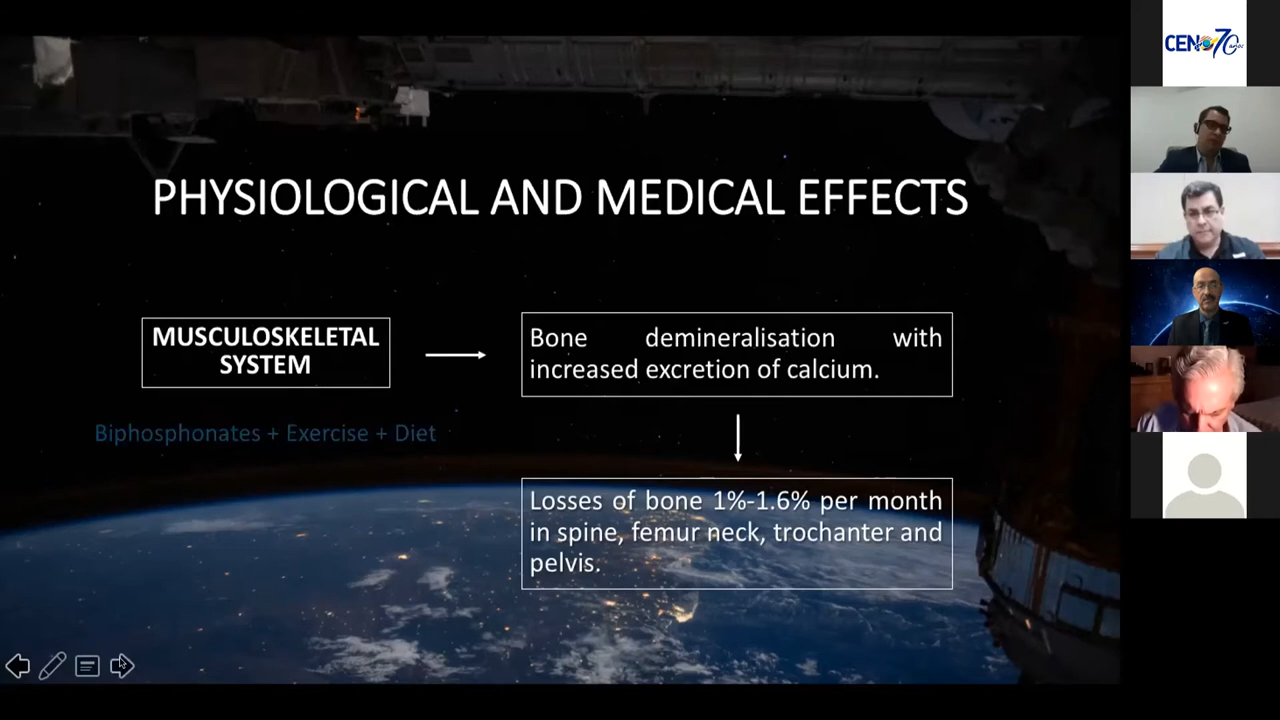 PHYSIOLOGICAL AND MEDICAL EFFECTS
MUSCULOSKELETAL
SYSTEM
Biphosphonates + Exercise + Diet
Bone demineralisation with
increased excretion of calcium.
Losses of bone 1%-1.6% per month
in spine, femur neck, trochanter and
pelvis.
CEN 70